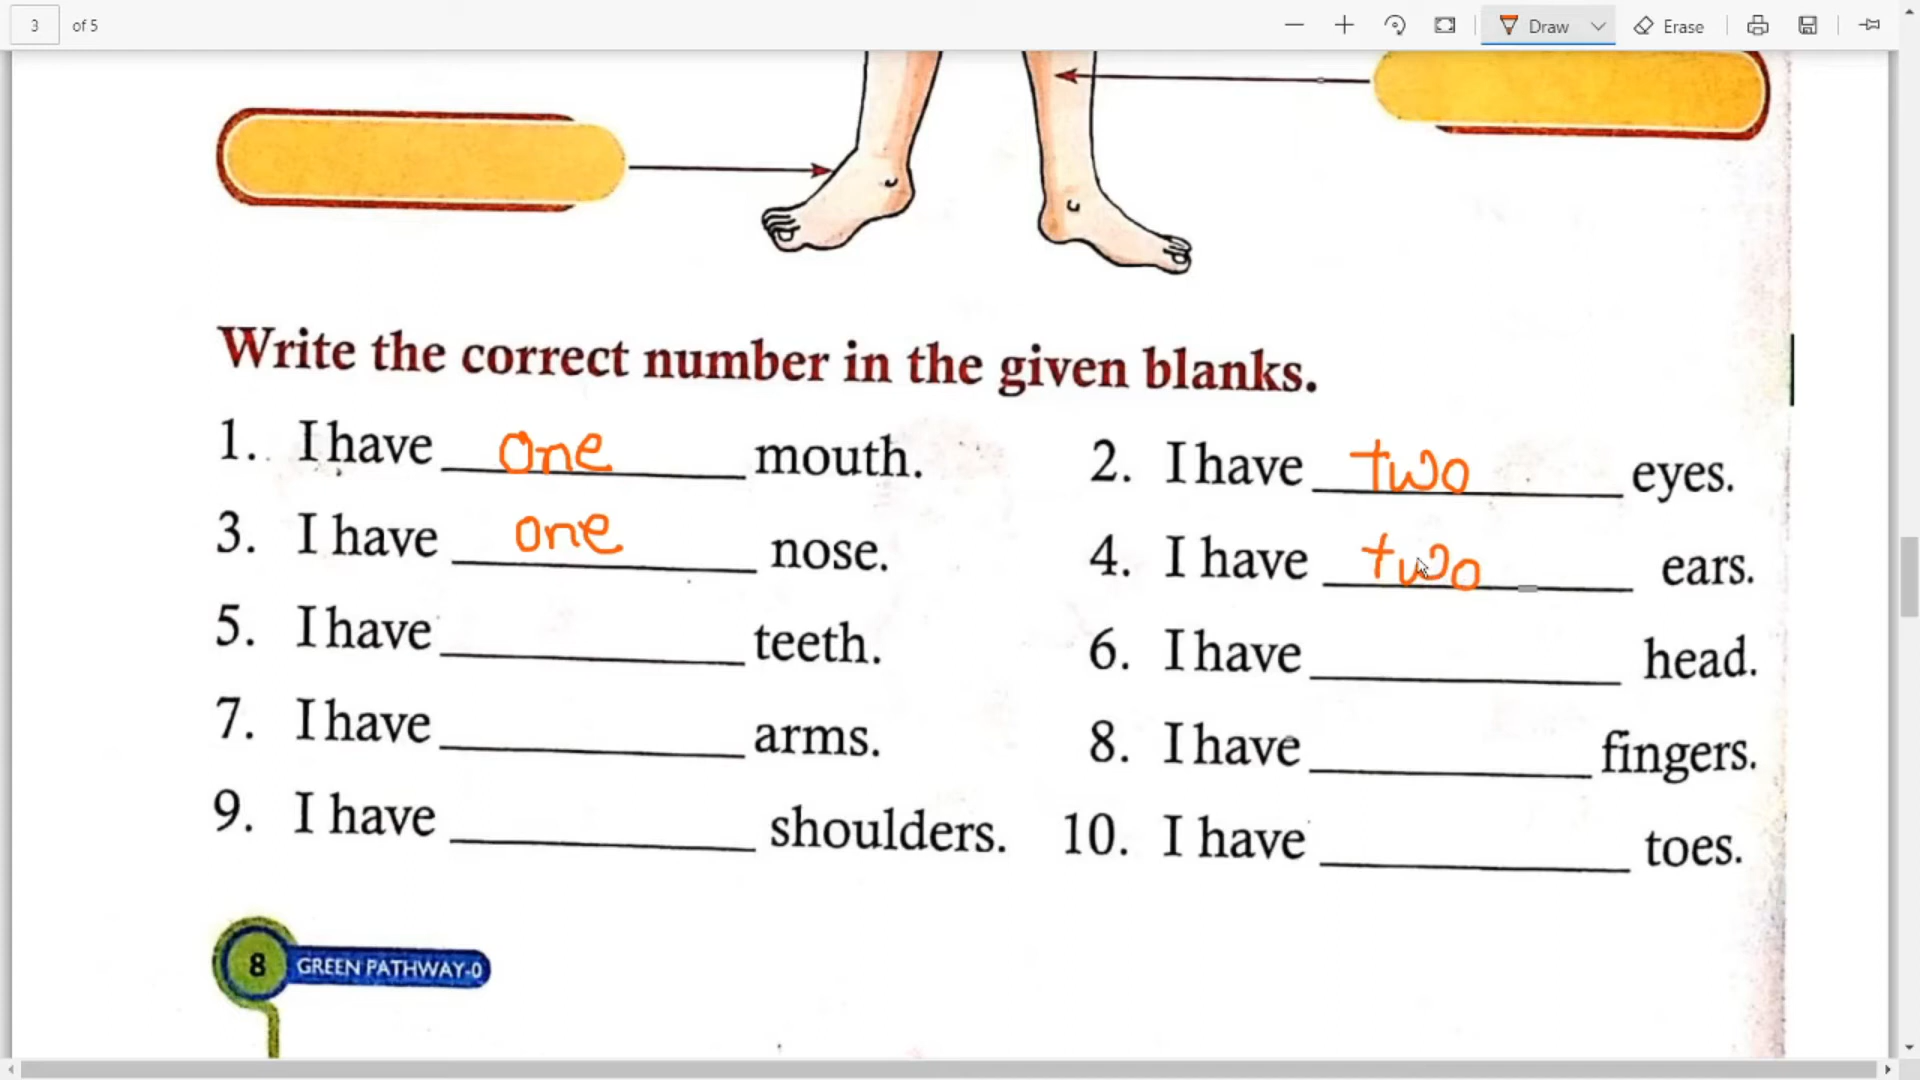 3 of 5 Draw Erase
Write the correct number in the given blanks.
1. I have one mouth. 2. I have two eyes.
3. I have one nose. 4. I have two ears.
5. I have teeth. 6. I have head.
7. I have arms. 8. I have fingers.
9. I have shoulders. 10. I have toes.
8 GREEN PATHWAY-0